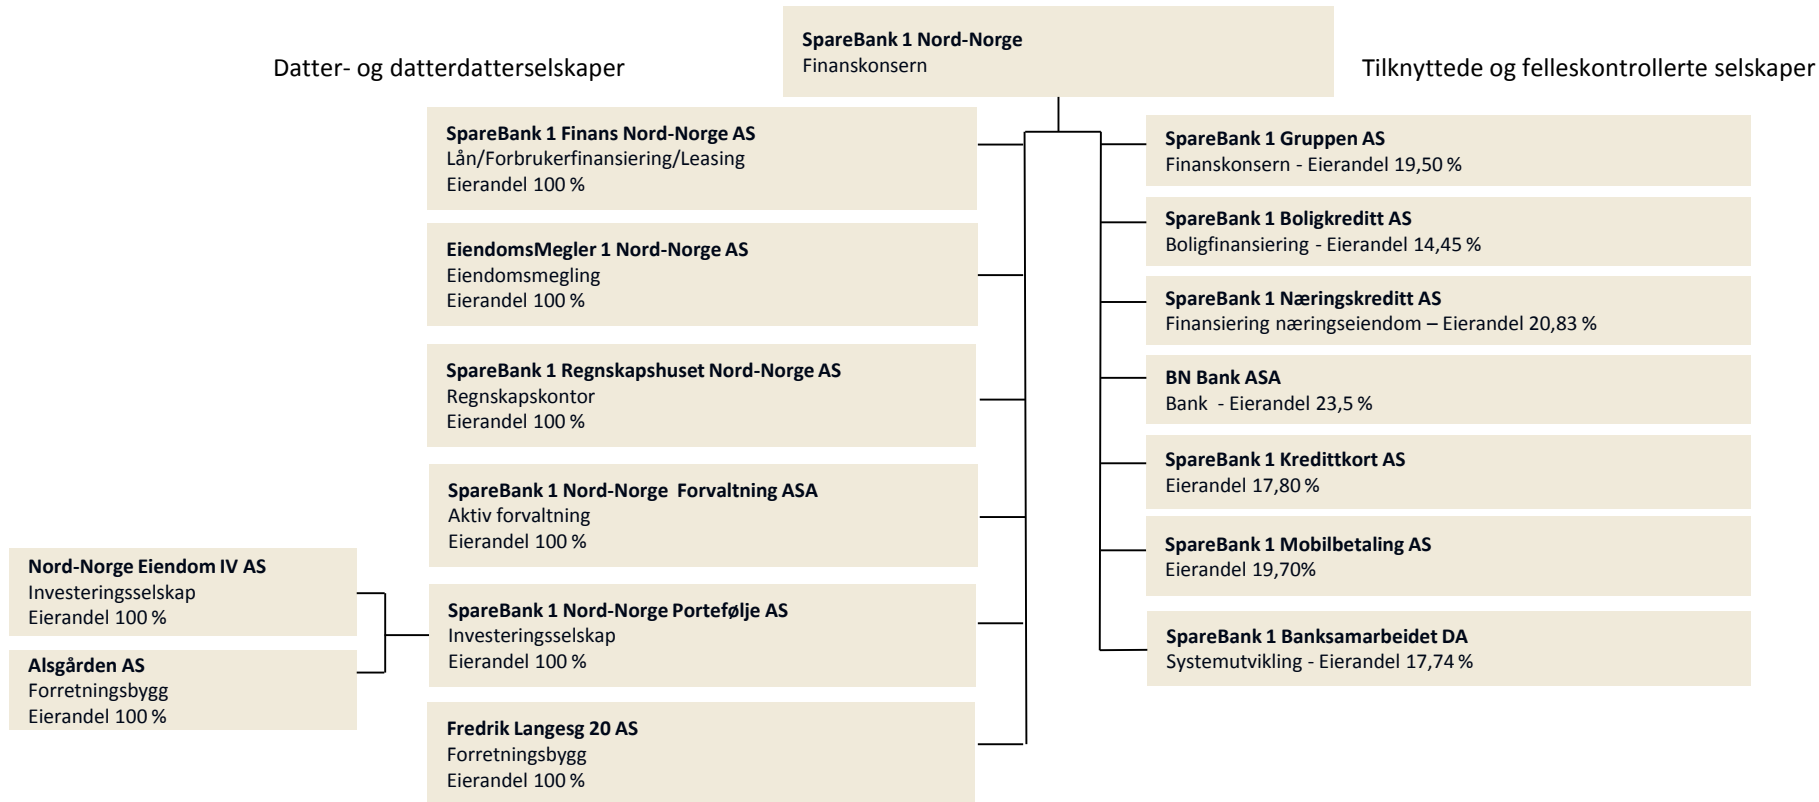 SpareBank 1 Nord-Norge
Finanskonsern
Datter- og datterdatterselskaper
Tilknyttede og felleskontrollerte selskaper
SpareBank 1 Finans Nord-Norge AS
Lån/Forbrukerfinansiering/Leasing
Eierandel 100 %
EiendomsMegler 1 Nord-Norge AS
Eiendomsmegling
Eierandel 100 %
SpareBank 1 Regnskapshuset Nord-Norge AS
Regnskapskontor
Eierandel 100 %
SpareBank 1 Nord-Norge Forvaltning ASA
Aktiv forvaltning
Eierandel 100 %
Nord-Norge Eiendom IV AS
Investeringsselskap
Eierandel 100 %
Alsgården AS
Forretningsbygg
Eierandel 100 %
SpareBank 1 Nord-Norge Portefølje AS
Investeringsselskap
Eierandel 100 %
Fredrik Langesg 20 AS
Forretningsbygg
Eierandel 100 %
SpareBank 1 Gruppen AS
Finanskonsern - Eierandel 19,50 %
SpareBank 1 Boligkreditt AS
Boligfinansiering - Eierandel 14,45 %
SpareBank 1 Næringskreditt AS
Finansiering næringseiendom – Eierandel 20,83 %
BN Bank ASA
Bank - Eierandel 23,5 %
SpareBank 1 Kredittkort AS
Eierandel 17,80 %
SpareBank 1 Mobilbetaling AS
Eierandel 19,70%
SpareBank 1 Banksamarbeidet DA
Systemutvikling - Eierandel 17,74 %